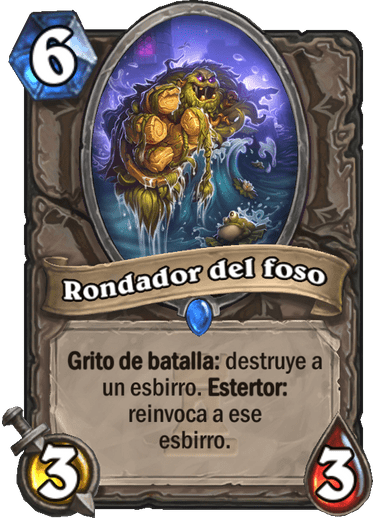 6
Rondador del foso
Grito de batalla: destruye a
un esbirro. Estertor:
reinvoca a ese
esbirro.
3
3